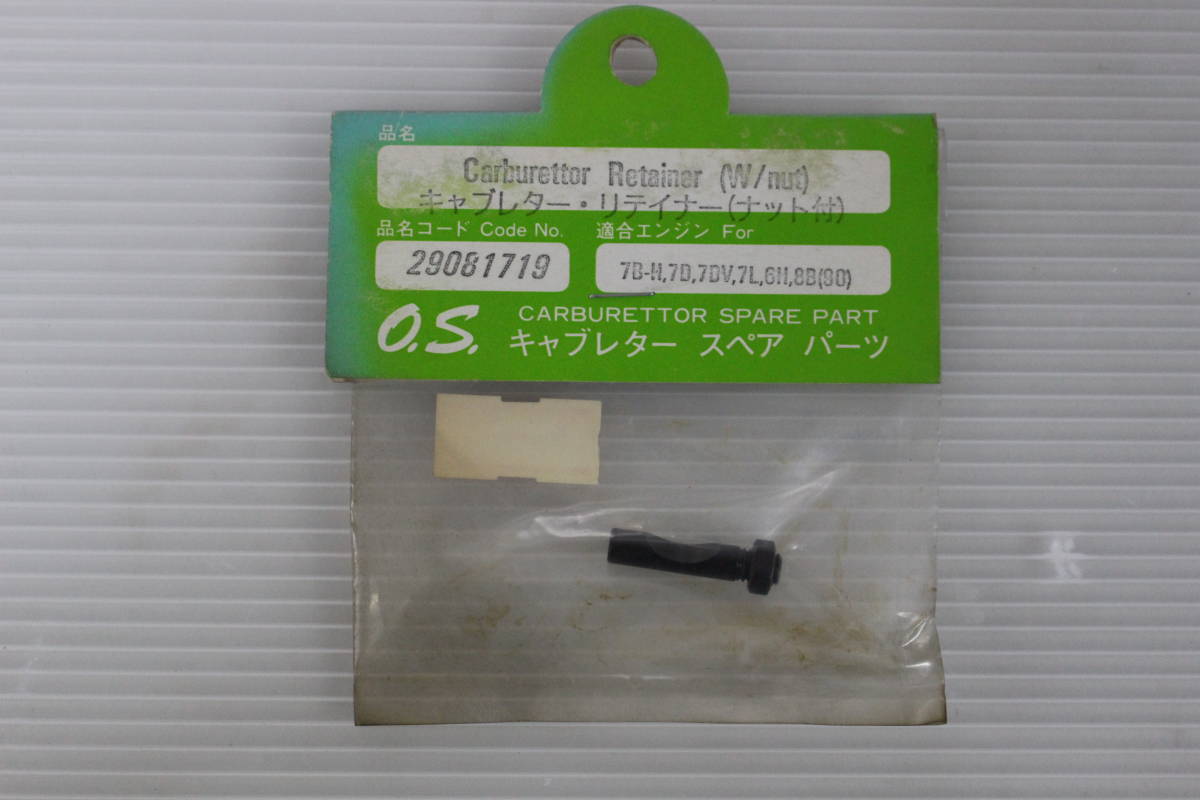 品名
Carburettor Retainer (W/nut)
キャブレター・リテイナー(ナット付)
品名コード Code No. 適合エンジン For
29081719 7B-H,7D,7DV,7L,6H,8B(90)
O.S. CARBURETTOR SPARE PART
キャブレター スペア パーツ